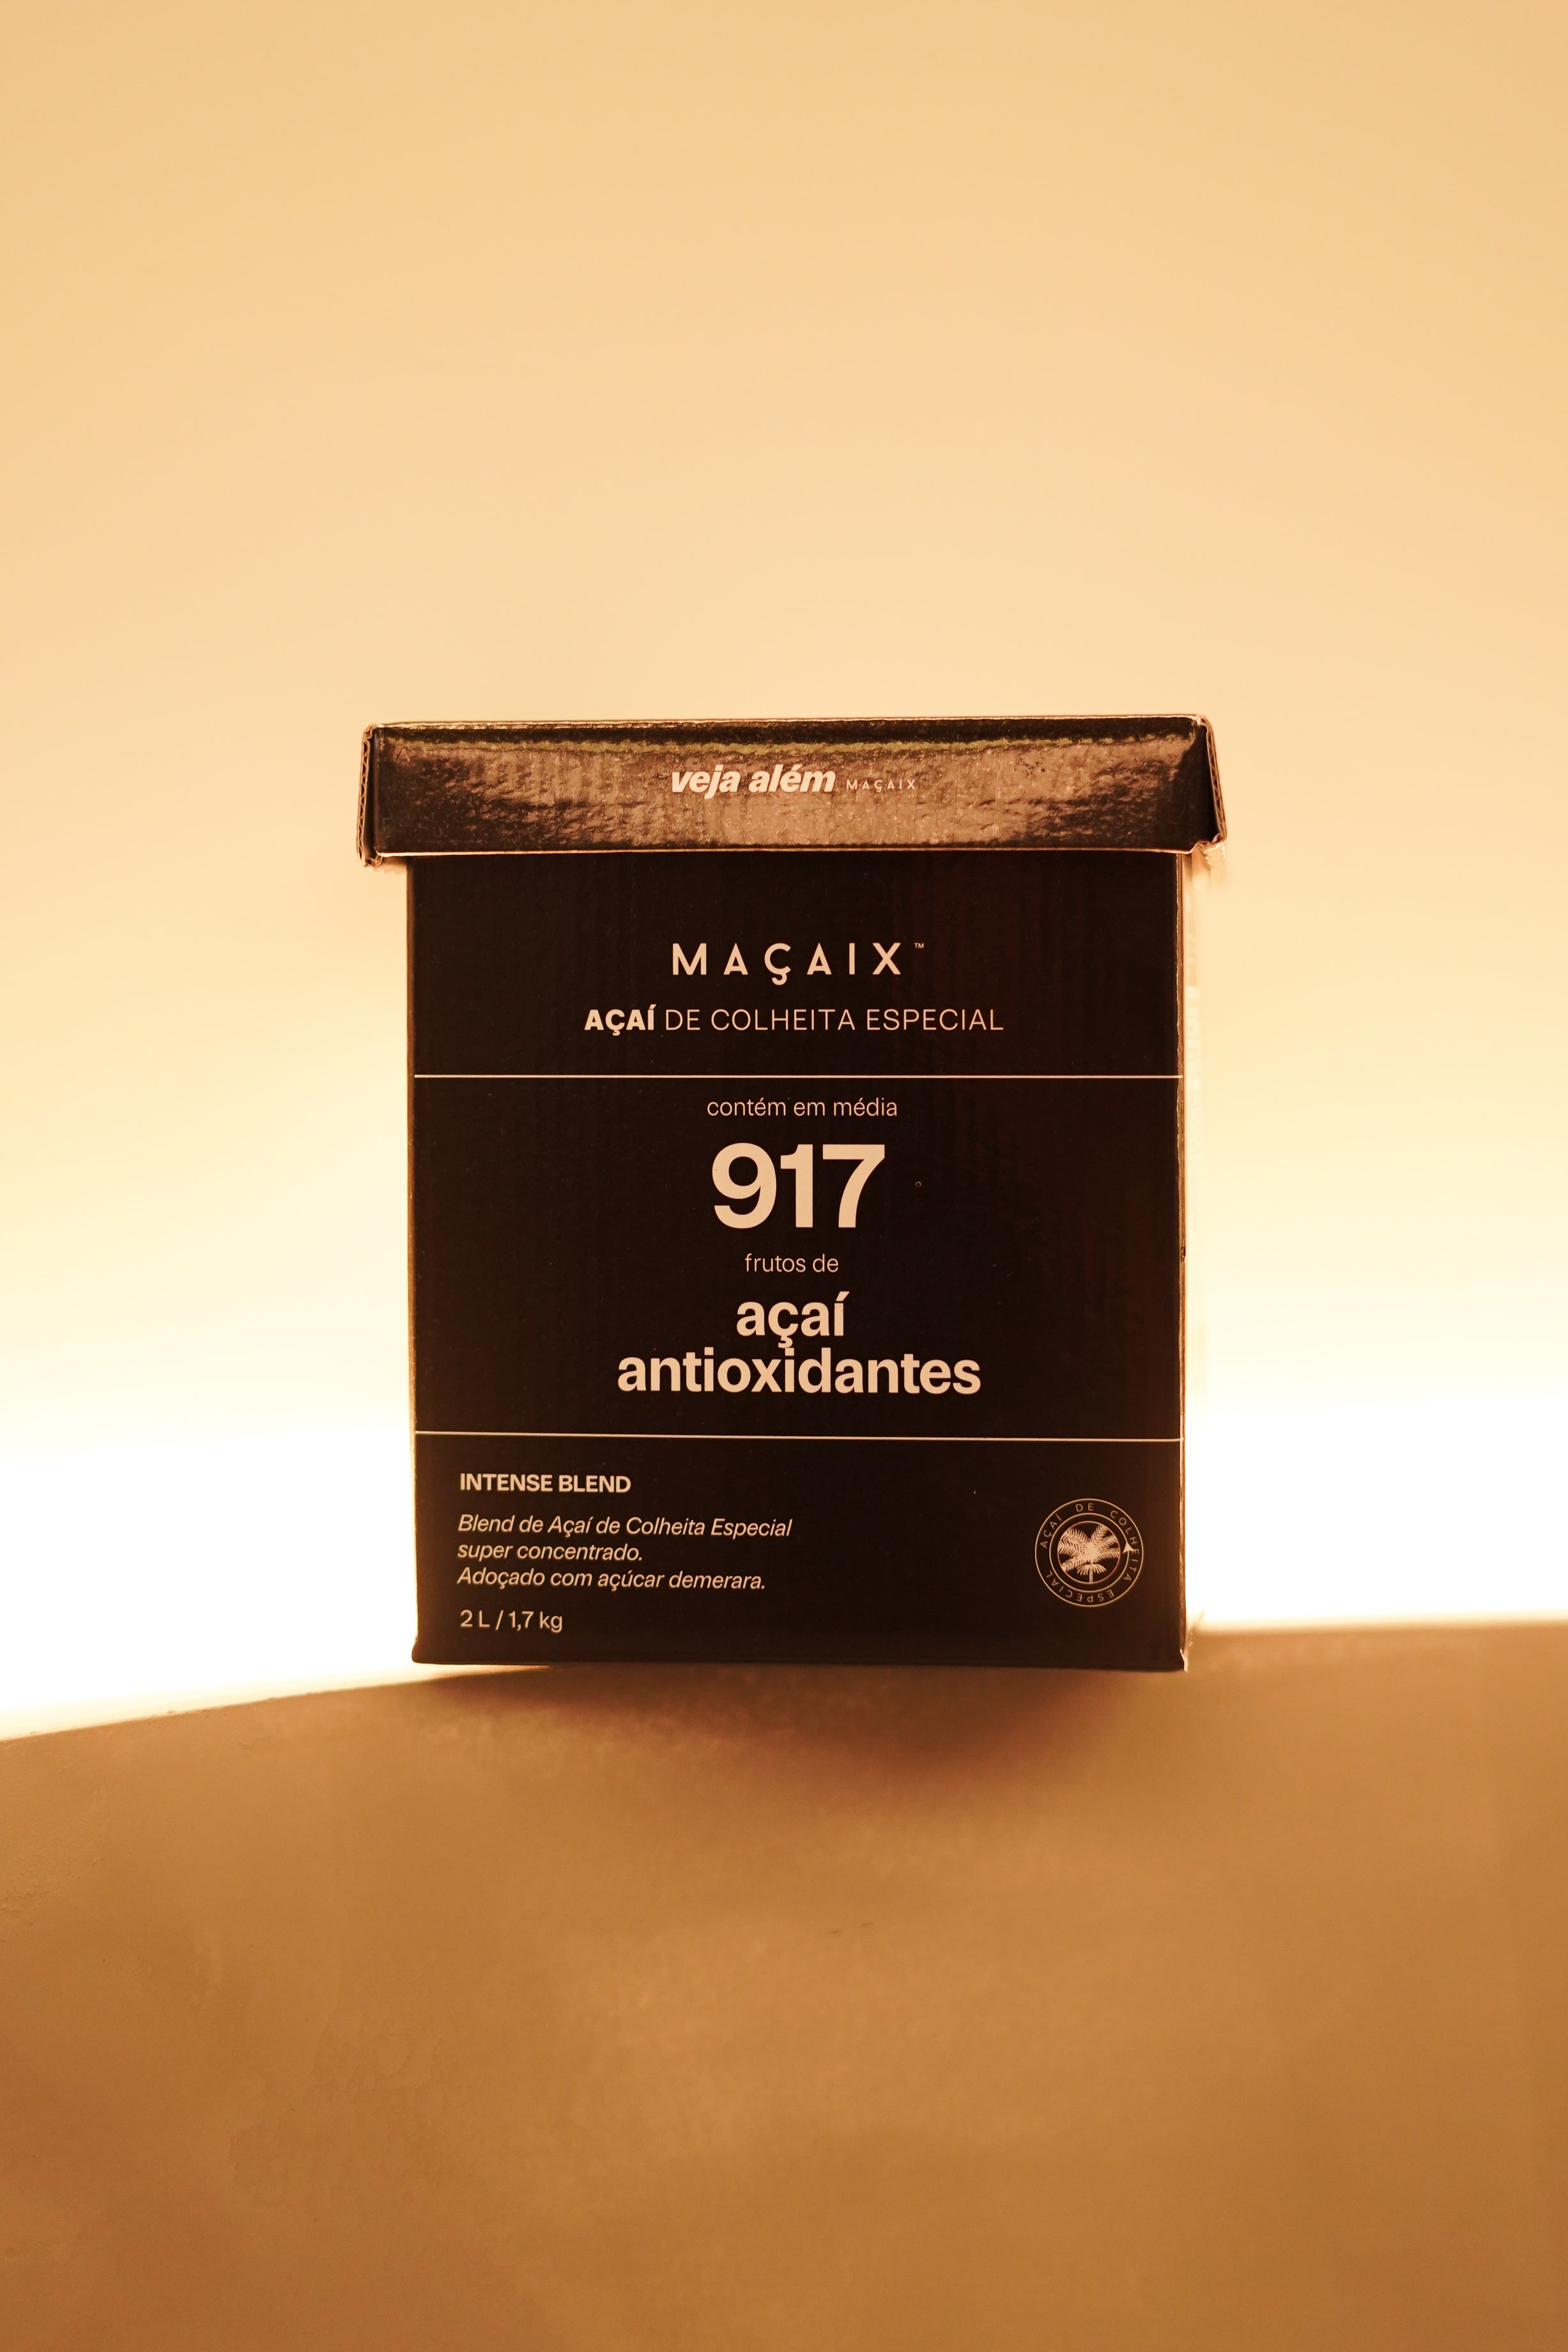 veja além MAÇAIX
MAÇAIX™
AÇAÍ DE COLHEITA ESPECIAL
contém em média
917
frutos de
açaí
antioxidantes
INTENSE BLEND
Blend de Açaí de Colheita Especial
super concentrado.
Adoçado com açúcar demerara.
2 L / 1,7 kg
AÇAÍ DE COLHEITA ESPECIAL